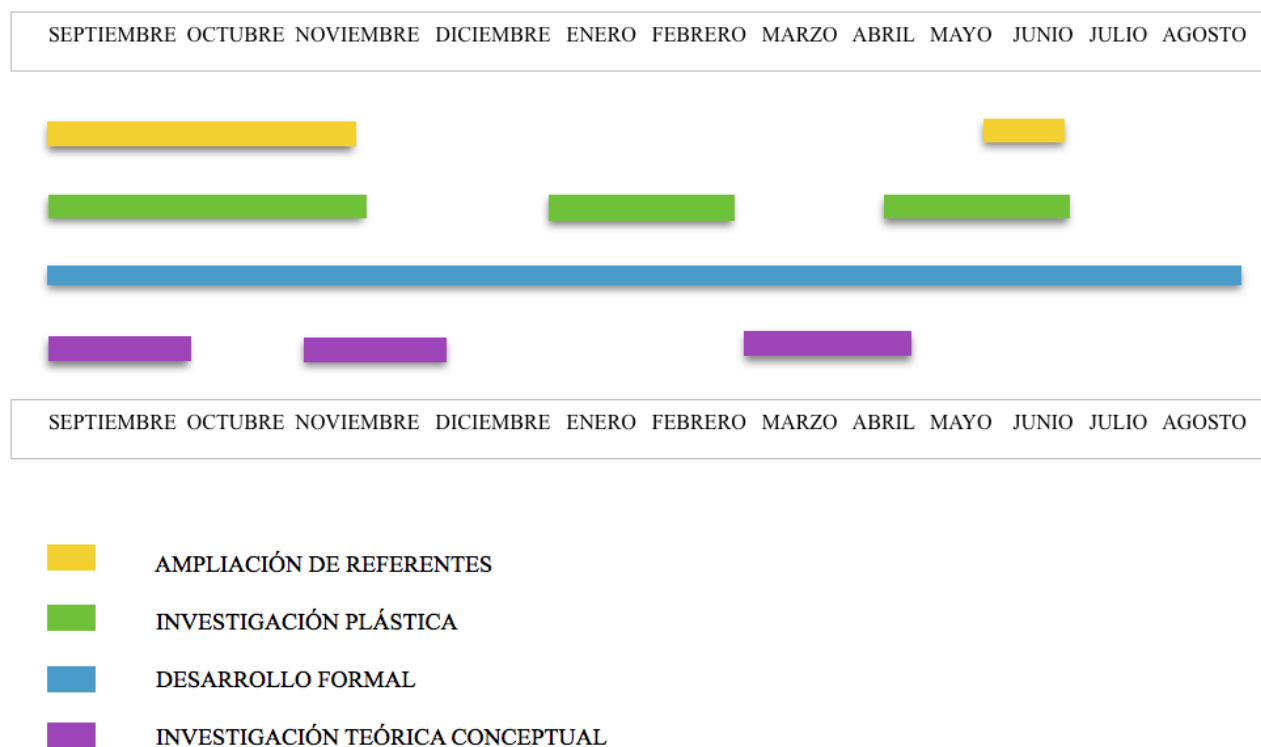 SEPTIEMBRE OCTUBRE NOVIEMBRE DICIEMBRE ENERO FEBRERO MARZO ABRIL MAYO JUNIO JULIO AGOSTO
SEPTIEMBRE OCTUBRE NOVIEMBRE DICIEMBRE ENERO FEBRERO MARZO ABRIL MAYO JUNIO JULIO AGOSTO
AMPLIACIÓN DE REFERENTES
INVESTIGACIÓN PLÁSTICA
DESARROLLO FORMAL
INVESTIGACIÓN TEÓRICA CONCEPTUAL